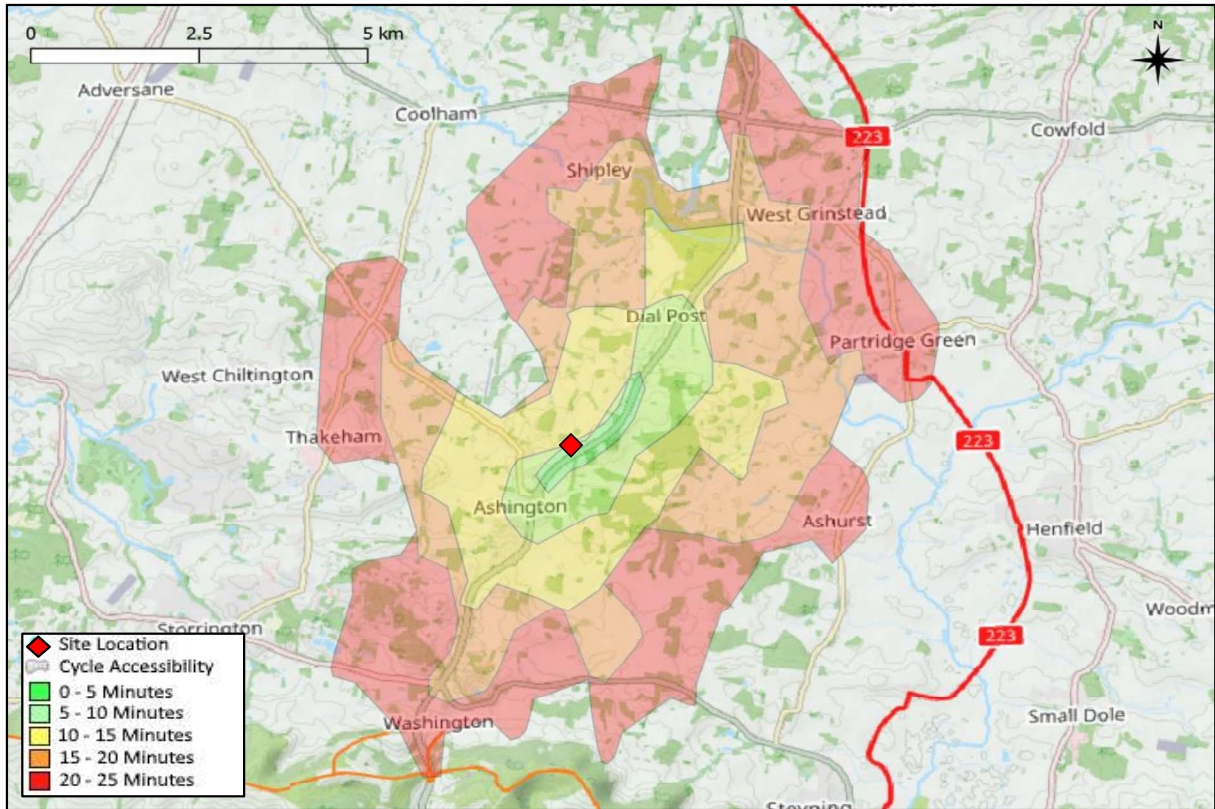 0 2.5 5 km
N
Adversane
Coolham
223
Cowfold
Shipley
West Grinstead
Dial Post
Partridge Green
West Chiltington
Thakeham
223
Ashington
Ashurst
Henfield
Woodm
Storrington
223
Washington
Small Dole
Steyning
Site Location
Cycle Accessibility
0 - 5 Minutes
5 - 10 Minutes
10 - 15 Minutes
15 - 20 Minutes
20 - 25 Minutes